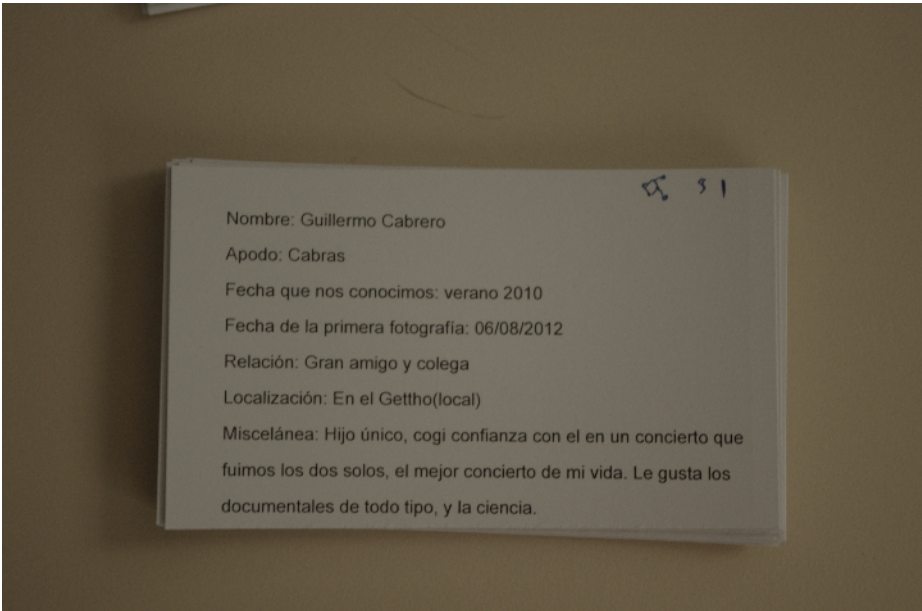 Nombre: Guillermo Cabrero
Apodo: Cabras
Fecha que nos conocimos: verano 2010
Fecha de la primera fotografía: 06/08/2012
Relación: Gran amigo y colega
Localización: En el Gettho(local)
Miscelánea: Hijo único, cogi confianza con el en un concierto que
fuimos los dos solos, el mejor concierto de mi vida. Le gusta los
documentales de todo tipo, y la ciencia.